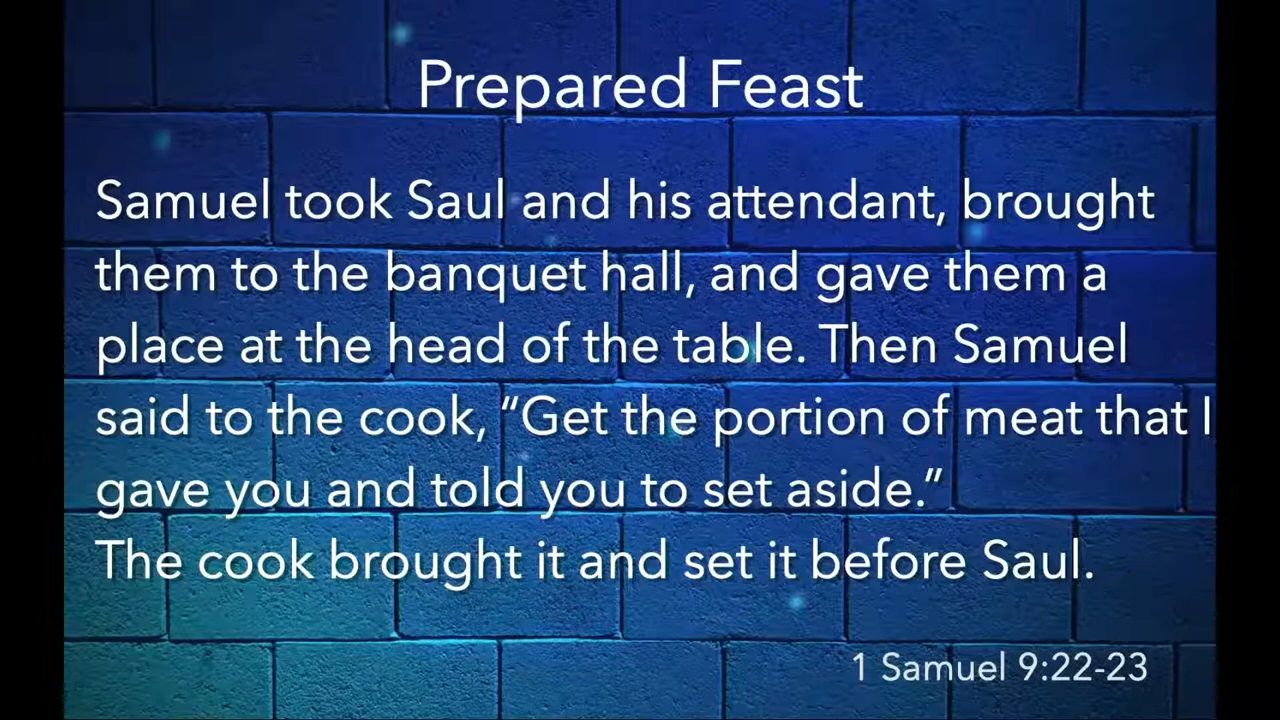 Prepared Feast
Samuel took Saul and his attendant, brought
them to the banquet hall, and gave them a
place at the head of the table. Then Samuel
said to the cook, “Get the portion of meat that I
gave you and told you to set aside.”
The cook brought it and set it before Saul.
1 Samuel 9:22-23